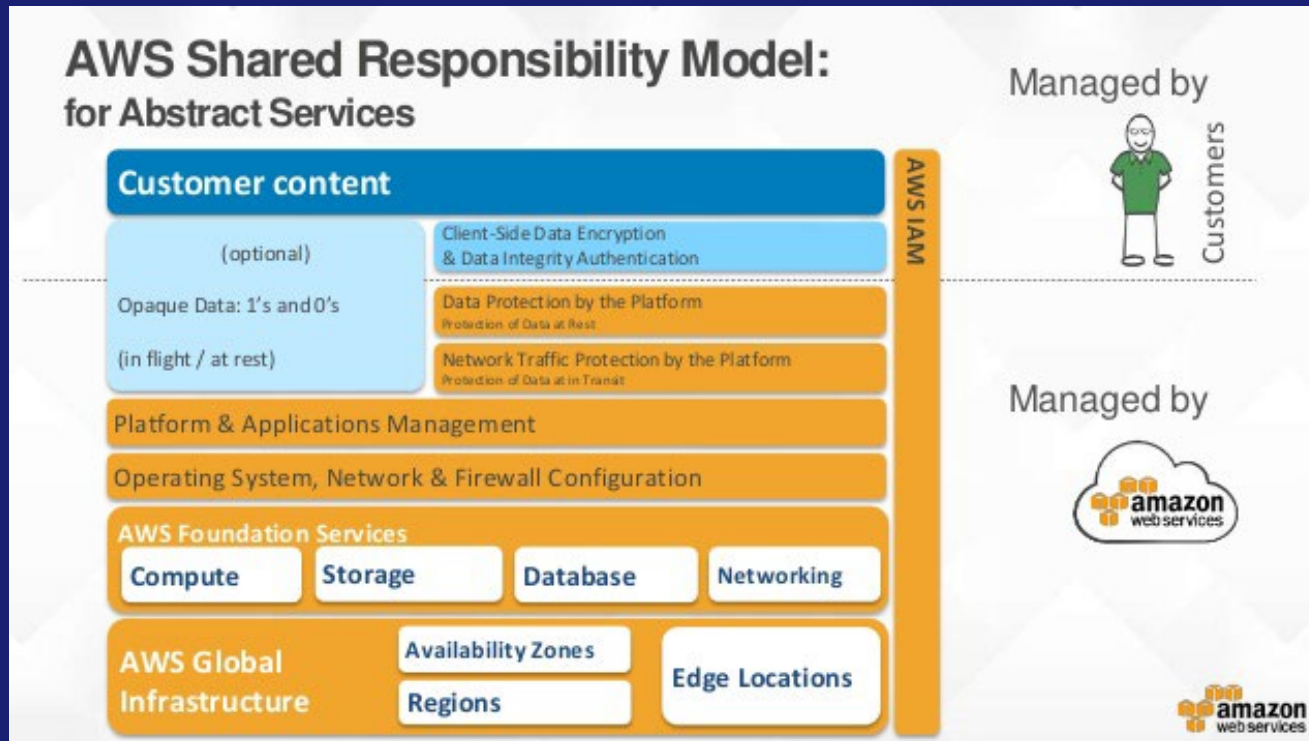 AWS Shared Responsibility Model:
for Abstract Services
Managed by
Customers
Customer content
AWS IAM
(optional)
Opaque Data: 1's and 0's
(in flight / at rest)
Client-Side Data Encryption
& Data Integrity Authentication
Data Protection by the Platform
Protection of Data at Rest
Network Traffic Protection by the Platform
Protection of Data at in Transit
Platform & Applications Management
Operating System, Network & Firewall Configuration
Managed by
amazon
web services
AWS Foundation Services
Compute
Storage
Database
Networking
AWS Global
Infrastructure
Availability Zones
Regions
Edge Locations
amazon
web services